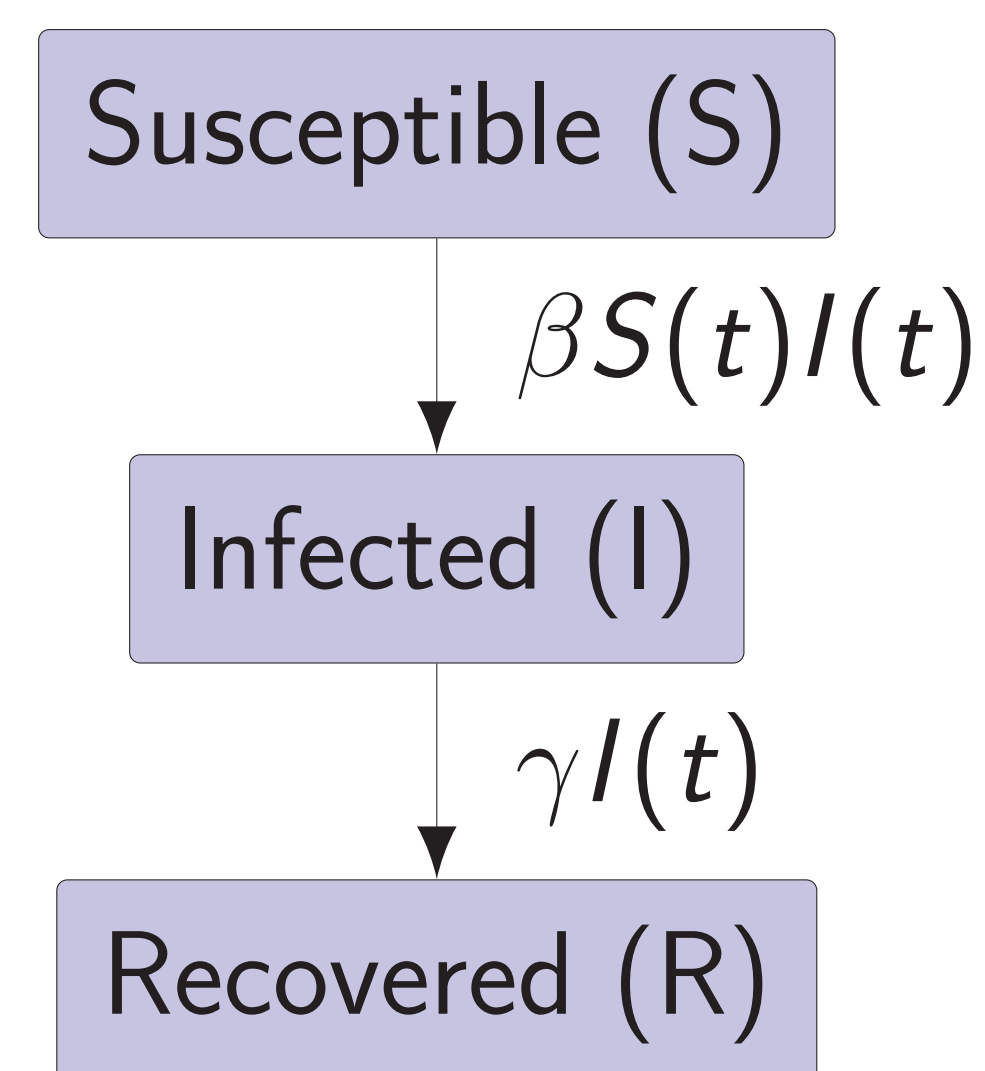 Susceptible (S)
βS(t)I(t)
Infected (I)
γI(t)
Recovered (R)